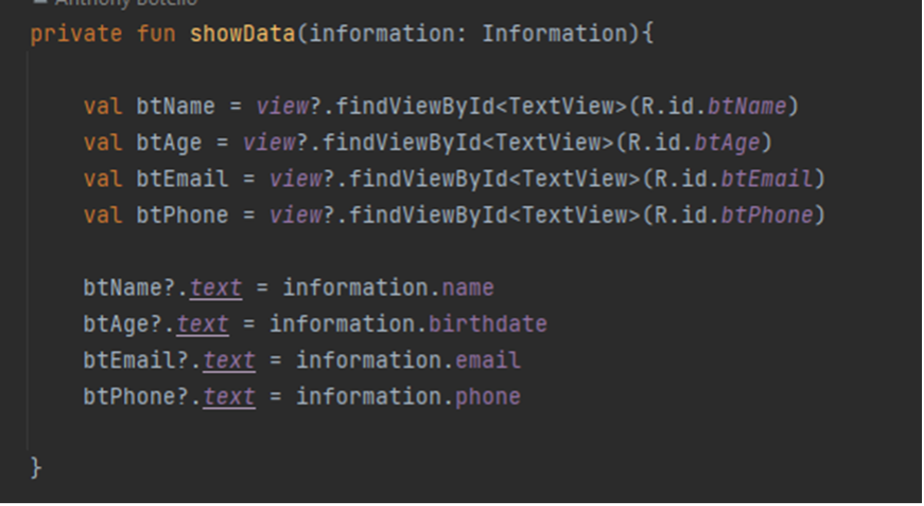 Anthony Botello
private fun showData(information: Information){
val btName = view?.findViewById<TextView>(R.id.btName)
val btAge = view?.findViewById<TextView>(R.id.btAge)
val btEmail = view?.findViewById<TextView>(R.id.btEmail)
val btPhone = view?.findViewById<TextView>(R.id.btPhone)
btName?.text = information.name
btAge?.text = information.birthdate
btEmail?.text = information.email
btPhone?.text = information.phone
}